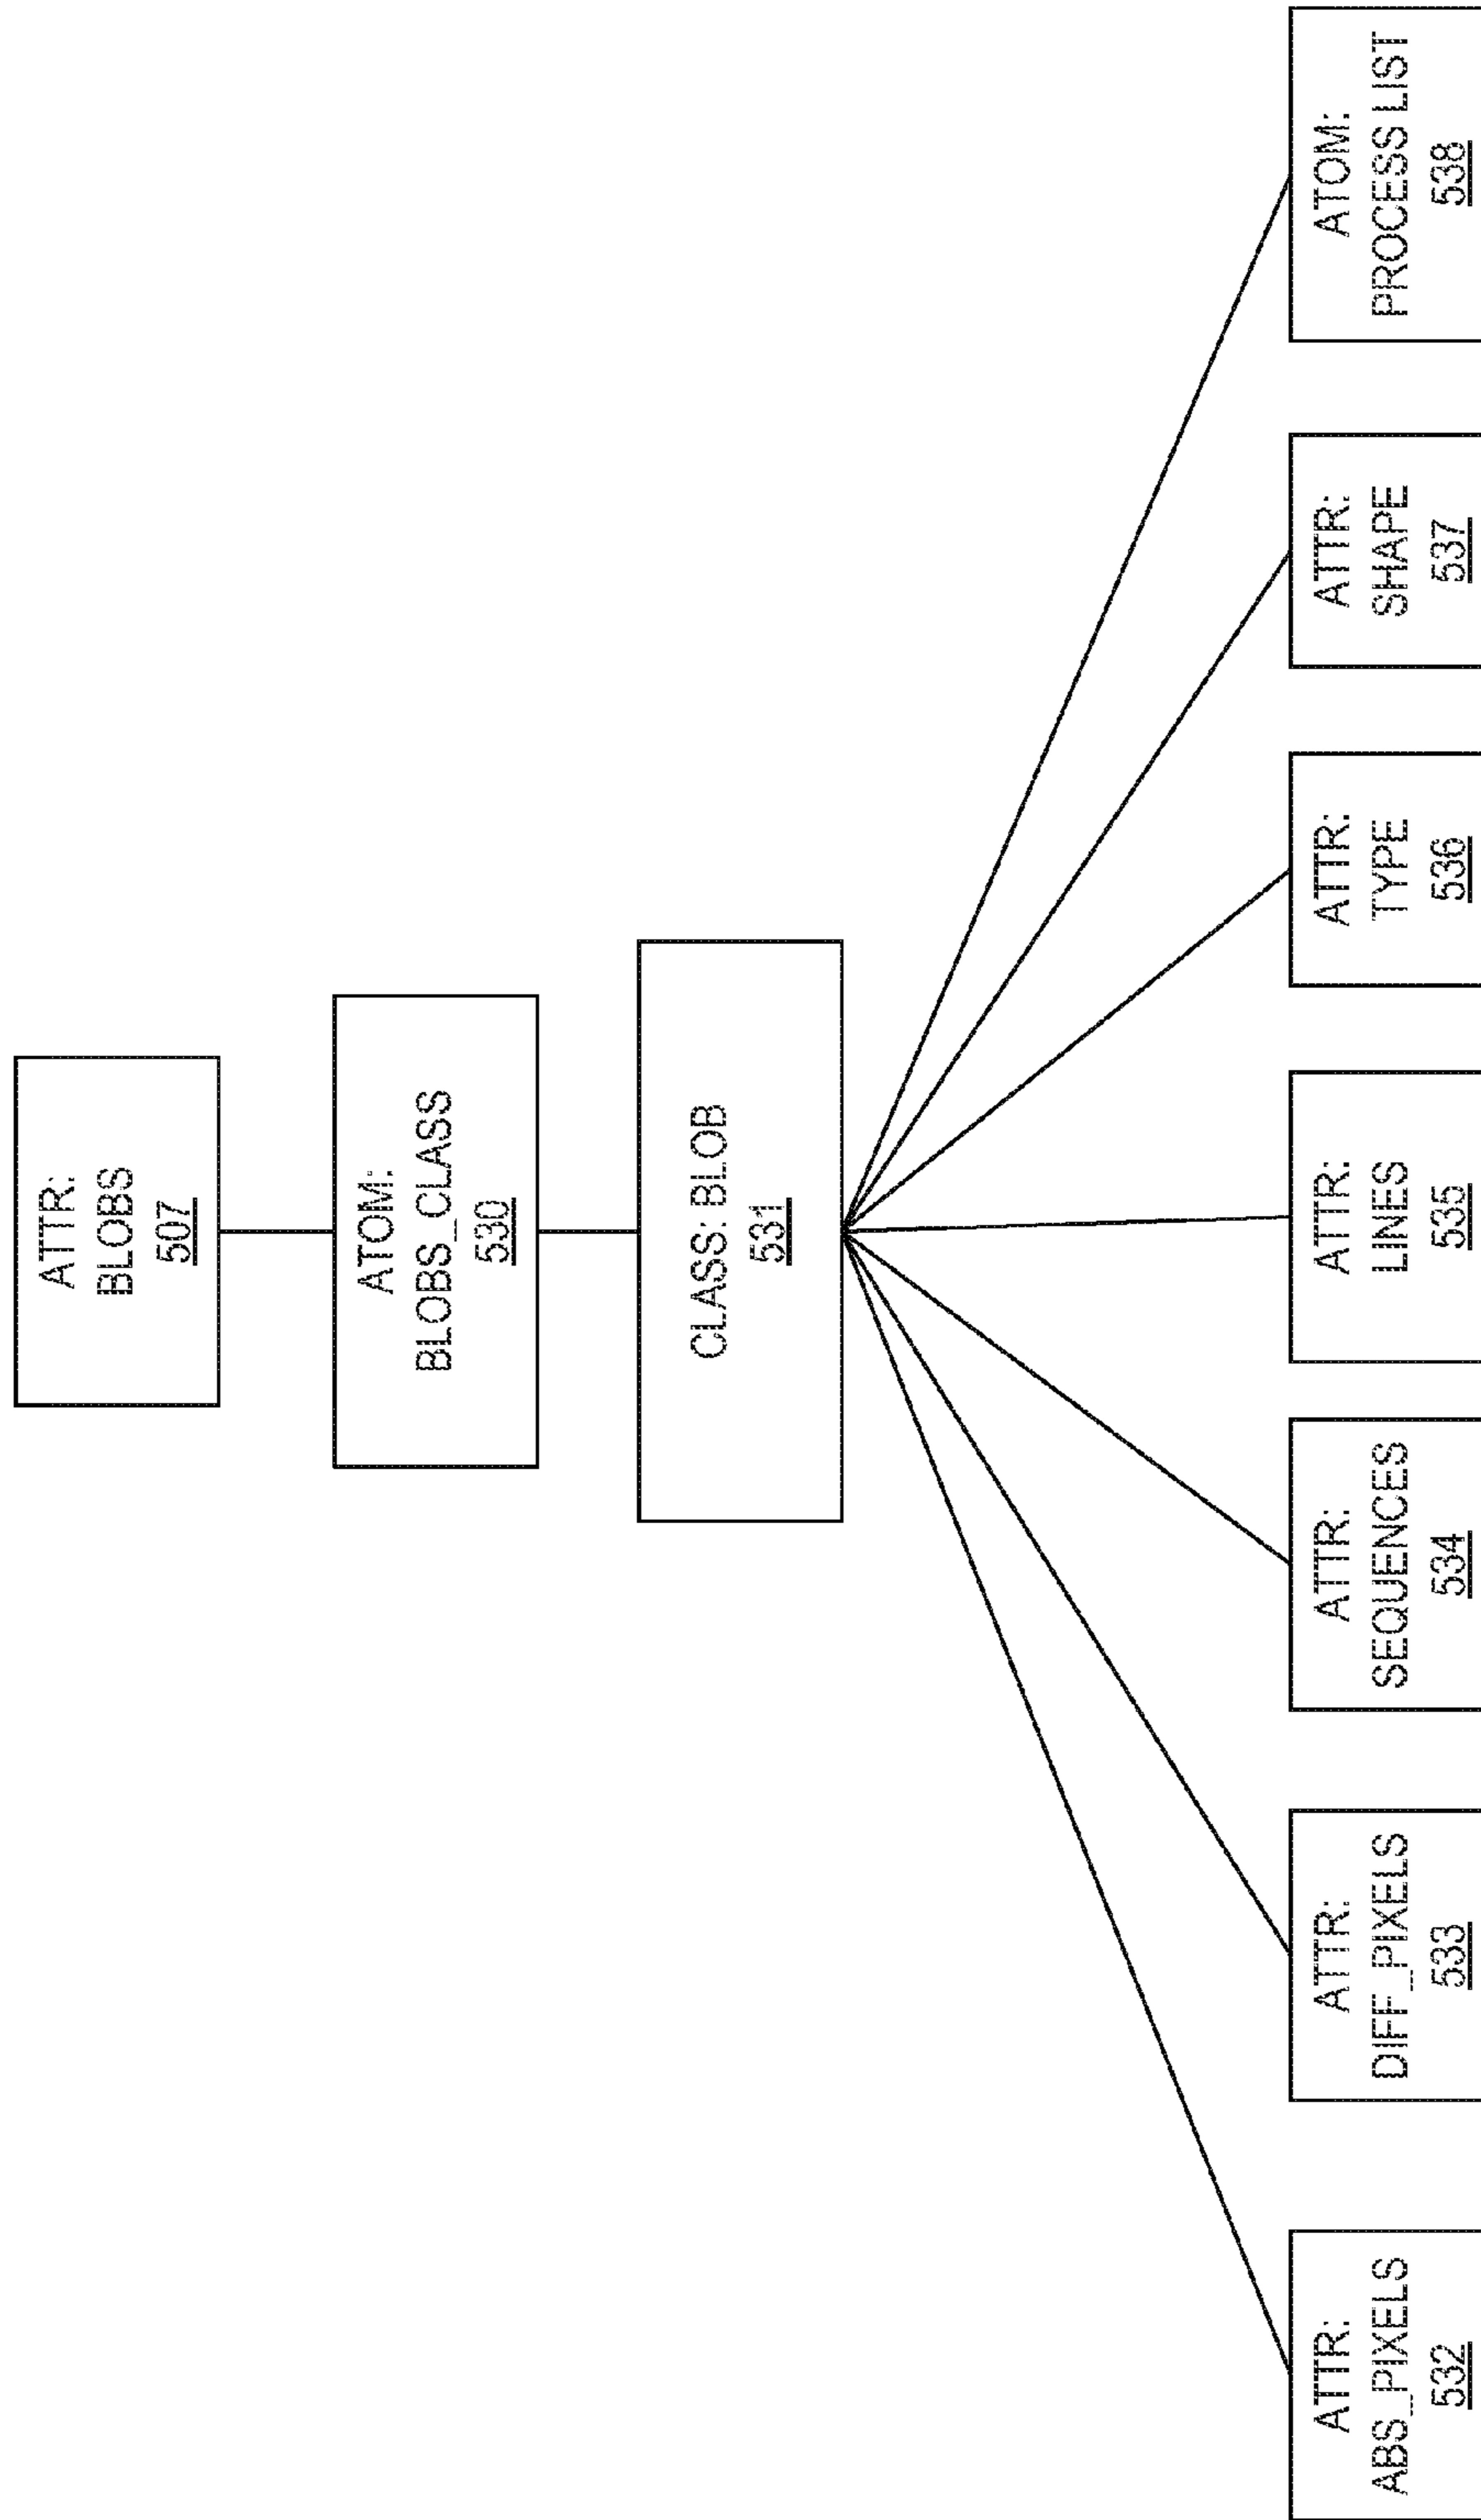 ATTR:
BLOBS
507
ATOM:
BLOBS_CLASS
530
CLASS: BLOB
531
ATTR:
ABS_PIXELS
532
ATTR:
DIFF_PIXELS
533
ATTR:
SEQUENCES
534
ATTR:
LINES
535
ATTR:
TYPE
536
ATTR:
SHAPE
537
ATOM:
PROCESS LIST
538